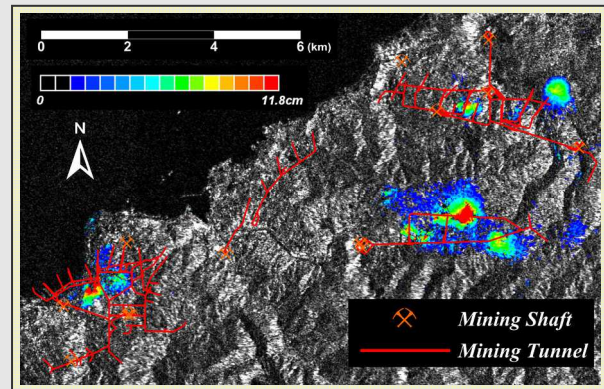 0 2 4 6 (km)
0 11.8cm
N
Mining Shaft
Mining Tunnel